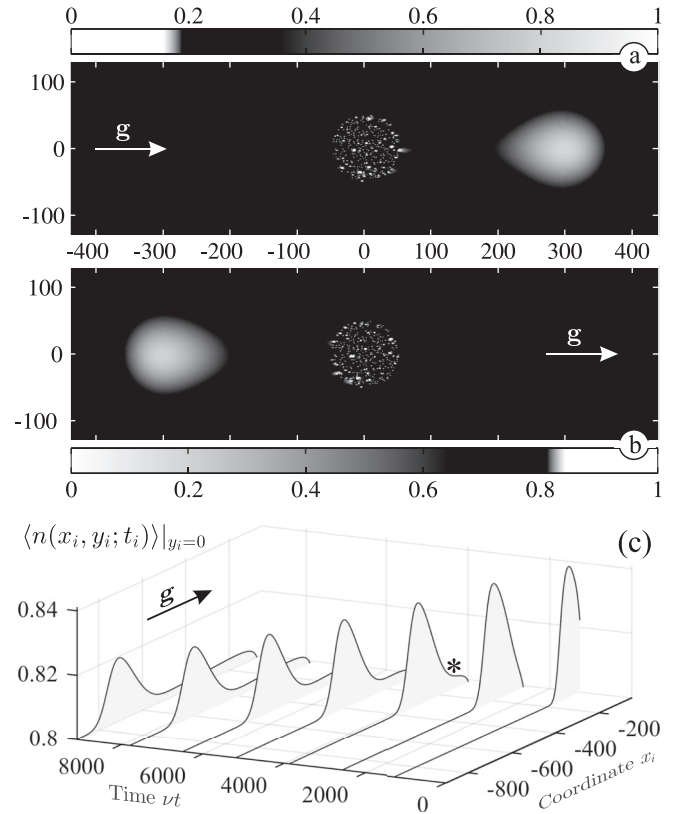 0 0.2 0.4 0.6 0.8 1
a
100
g
0
-100
-400 -300 -200 -100 0 100 200 300 400
100
0
g
-100
b
0 0.2 0.4 0.6 0.8 1
⟨n(x_i, y_i; t_i)⟩|_{y_i=0}
(c)
g
0.84
0.82
*
0.8
8000 6000 4000 2000 0
Time νt
-800 -600 -400 -200
Coordinate x_i